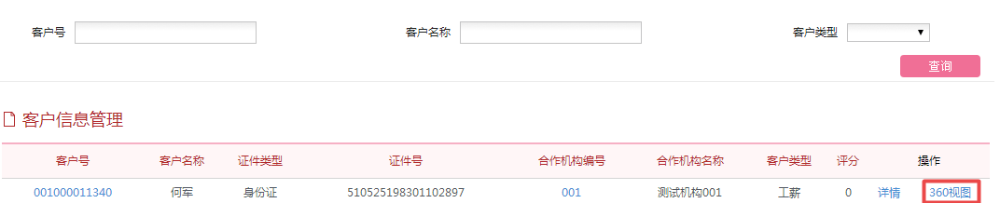 客户号 客户名称 客户类型
查询
客户信息管理
客户号 客户名称 证件类型 证件号 合作机构编号 合作机构名称 客户类型 评分 操作
001000011340 何军 身份证 510525198301102897 001 测试机构001 工薪 0 详情 360视图